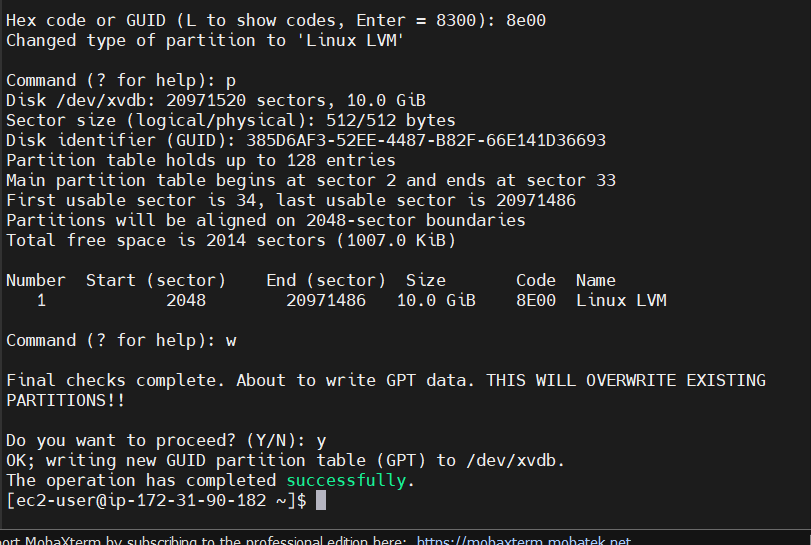 Hex code or GUID (L to show codes, Enter = 8300): 8e00
Changed type of partition to 'Linux LVM'
Command (? for help): p
Disk /dev/xvdb: 20971520 sectors, 10.0 GiB
Sector size (logical/physical): 512/512 bytes
Disk identifier (GUID): 385D6AF3-52EE-4487-B82F-66E141D36693
Partition table holds up to 128 entries
Main partition table begins at sector 2 and ends at sector 33
First usable sector is 34, last usable sector is 20971486
Partitions will be aligned on 2048-sector boundaries
Total free space is 2014 sectors (1007.0 KiB)
Number  Start (sector)    End (sector)  Size       Code  Name
   1            2048        20971486   10.0 GiB    8E00  Linux LVM
Command (? for help): w
Final checks complete. About to write GPT data. THIS WILL OVERWRITE EXISTING
PARTITIONS!!
Do you want to proceed? (Y/N): y
OK; writing new GUID partition table (GPT) to /dev/xvdb.
The operation has completed successfully.
[ec2-user@ip-172-31-90-182 ~]$
port MobaXterm by subscribing to the professional edition here: https://mobaxterm.mobatek.net